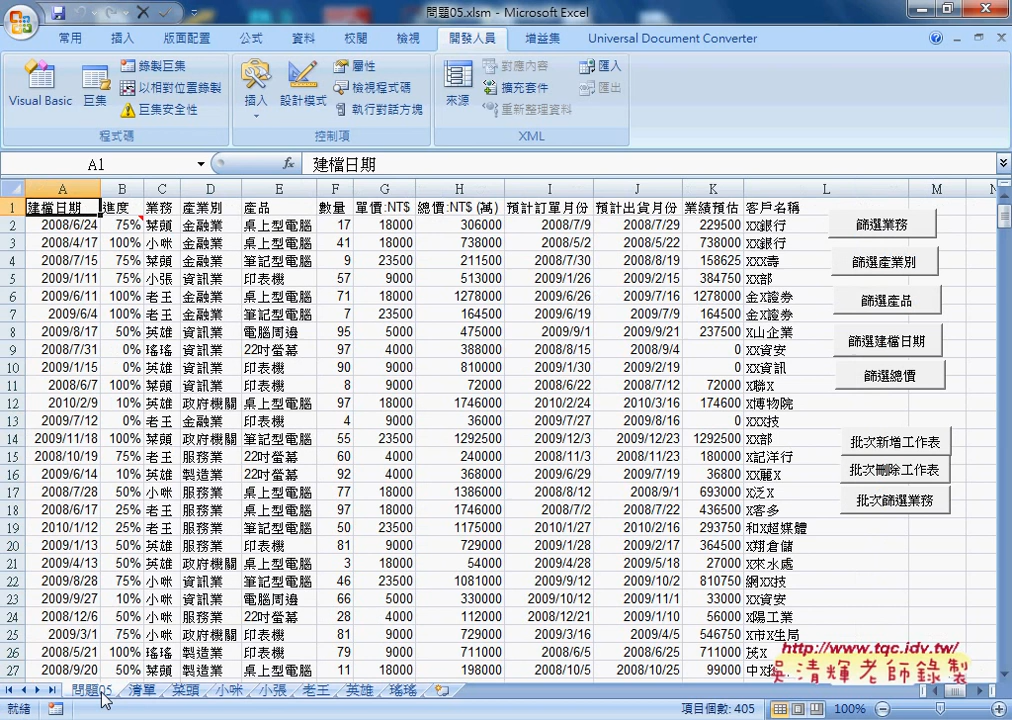 問題05.xlsm - Microsoft Excel
常用 插入 版面配置 公式 資料 校閱 檢視 開發人員 增益集 Universal Document Converter
Visual Basic 巨集 錄製巨集 以相對位置錄製 巨集安全性 程式碼
插入 設計模式 屬性 檢視程式碼 執行對話方塊 控制項
來源 對應內容 擴充套件 重新整理資料 匯入 匯出 XML
A1 fx 建檔日期
A B C D E F G H I J K L M N
1 建檔日期 進度 業務 產業別 產品 數量 單價:NT$ 總價:NT$ (萬) 預計訂單月份 預計出貨月份 業績預估 客戶名稱
2 2008/6/24 75% 菜頭 金融業 桌上型電腦 17 18000 306000 2008/7/9 2008/7/29 229500 XX銀行
3 2008/4/17 100% 小咪 金融業 桌上型電腦 41 18000 738000 2008/5/2 2008/5/22 738000 XX銀行
4 2008/7/15 75% 菜頭 金融業 筆記型電腦 9 23500 211500 2008/7/30 2008/8/19 158625 XXX壽
5 2009/1/11 75% 小張 資訊業 印表機 57 9000 513000 2009/1/26 2009/2/15 384750 XX部
6 2009/6/11 100% 老王 金融業 桌上型電腦 71 18000 1278000 2009/6/26 2009/7/16 1278000 金X證券
7 2009/6/4 100% 老王 金融業 筆記型電腦 7 23500 164500 2009/6/19 2009/7/9 164500 金X證券
8 2009/8/17 50% 英雄 資訊業 電腦周邊 95 5000 475000 2009/9/1 2009/9/21 237500 X山企業
9 2008/7/31 0% 瑤瑤 資訊業 22吋螢幕 97 4000 388000 2008/8/15 2008/9/4 0 XX資安
10 2009/1/15 0% 英雄 資訊業 印表機 90 9000 810000 2009/1/30 2009/2/19 0 XX資訊
11 2008/6/7 100% 菜頭 資訊業 印表機 8 9000 72000 2008/6/22 2008/7/12 72000 X聯X
12 2010/2/9 10% 英雄 政府機關 桌上型電腦 97 18000 1746000 2010/2/24 2010/3/16 174600 X博物院
13 2009/7/12 0% 老王 金融業 印表機 4 9000 36000 2009/7/27 2009/8/16 0 XXX技
14 2009/11/18 100% 菜頭 政府機關 筆記型電腦 55 23500 1292500 2009/12/3 2009/12/23 1292500 XX部
15 2008/10/19 75% 老王 服務業 22吋螢幕 60 4000 240000 2008/11/3 2008/11/23 180000 X記洋行
16 2009/6/14 10% 小咪 製造業 22吋螢幕 92 4000 368000 2009/6/29 2009/7/19 36800 XX麗X
17 2008/7/28 50% 小咪 服務業 桌上型電腦 77 18000 1386000 2008/8/12 2008/9/1 693000 X泛X
18 2008/6/17 25% 老王 服務業 桌上型電腦 97 18000 1746000 2008/7/2 2008/7/22 436500 X客多
19 2010/1/12 25% 老王 服務業 筆記型電腦 50 23500 1175000 2010/1/27 2010/2/16 293750 和X超媒體
20 2009/1/13 50% 英雄 服務業 印表機 81 9000 729000 2009/1/28 2009/2/17 364500 X翔倉儲
21 2009/4/13 50% 英雄 政府機關 桌上型電腦 3 18000 54000 2009/4/28 2009/5/18 27000 X來水處
22 2009/8/28 75% 小咪 資訊業 筆記型電腦 46 23500 1081000 2009/9/12 2009/10/2 810750 網XX技
23 2009/9/27 10% 小咪 資訊業 電腦周邊 66 5000 330000 2009/10/12 2009/11/1 33000 XX資安
24 2008/12/6 50% 小咪 服務業 22吋螢幕 28 4000 112000 2008/12/21 2009/1/10 56000 X陽工業
25 2009/3/1 75% 小咪 政府機關 印表機 81 9000 729000 2009/3/16 2009/4/5 546750 X市X生局
26 2008/5/21 100% 瑤瑤 製造業 印表機 79 9000 711000 2008/6/5 2008/6/25 711000 茂X
27 2008/9/20 50% 菜頭 服務業 桌上型電腦 11 18000 198000 2008/10/5 2008/10/25 99000 中X
篩選業務
篩選產業別
篩選產品
篩選建檔日期
篩選總價
批次新增工作表
批次刪除工作表
批次篩選業務
http://www.tqc.idv.tw/
吳清輝老師錄製
問題05 清單 菜頭 小咪 小張 老王 英雄 瑤瑤
就緒 項目個數: 405 100%